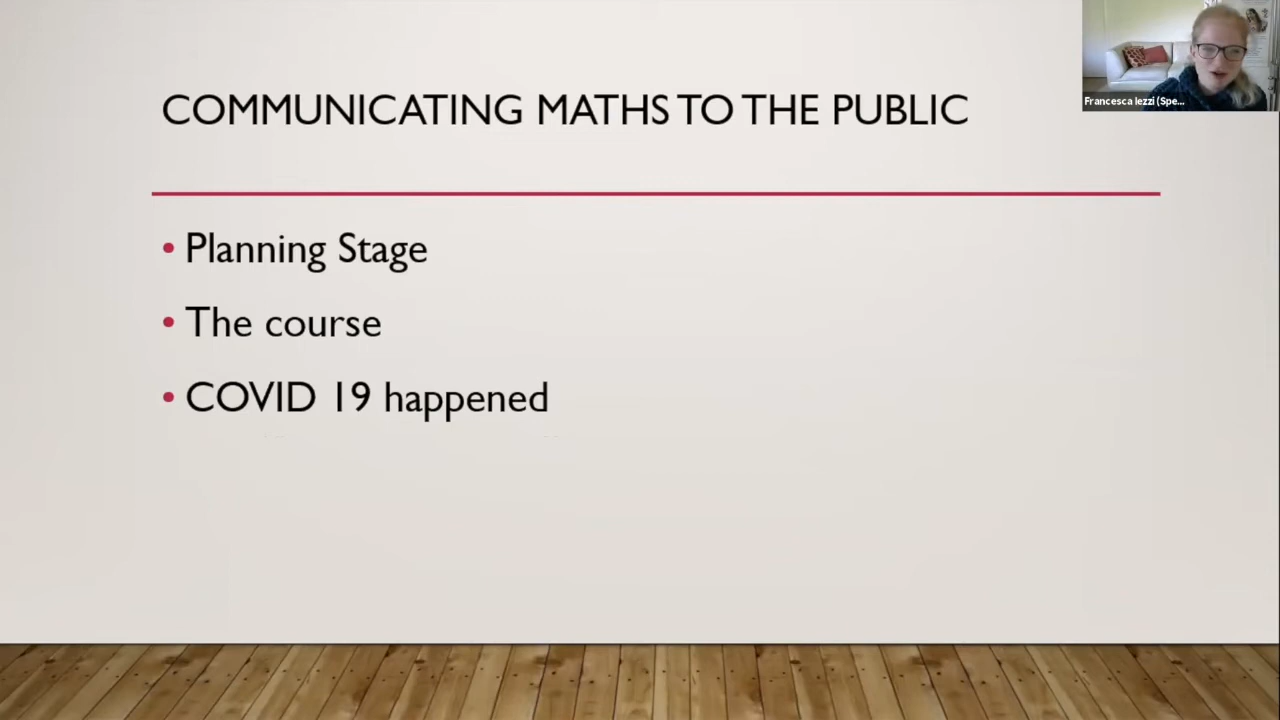 COMMUNICATING MATHS TO THE PUBLIC
Francesca Iezzi (Spe...
• Planning Stage
• The course
• COVID 19 happened